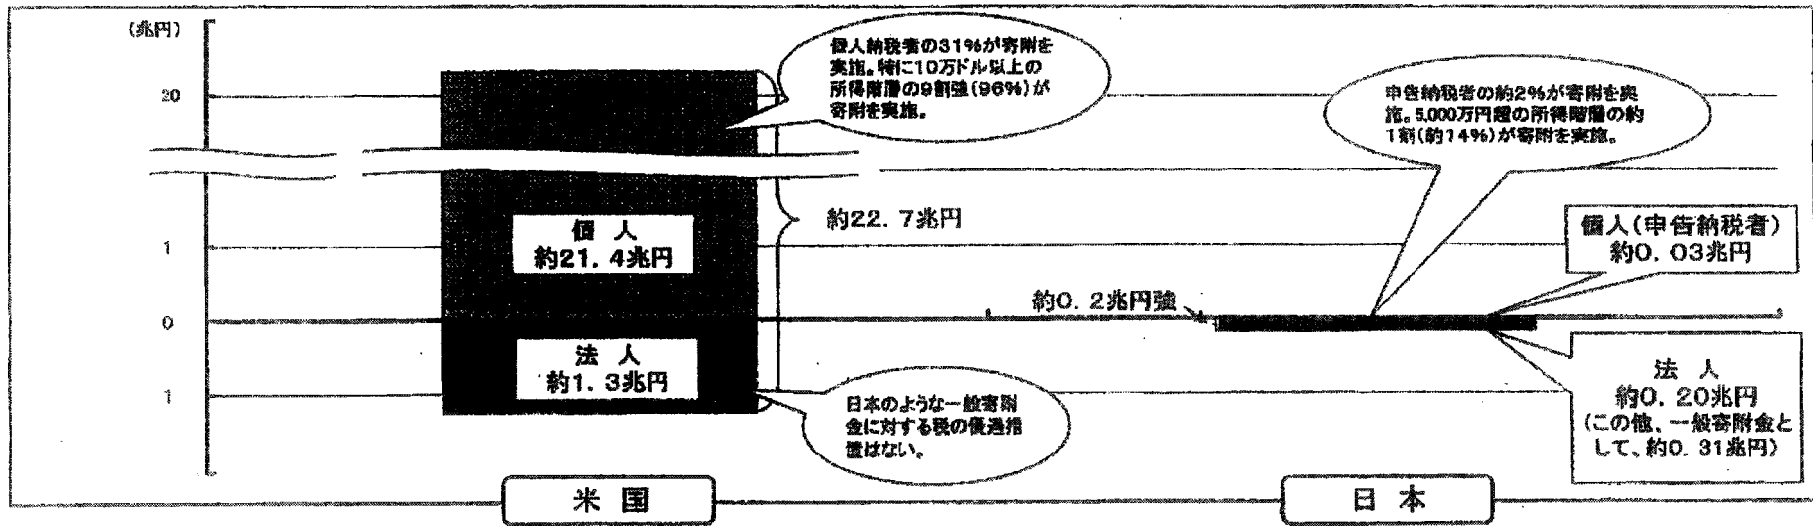 (兆円)
20
1
0
1
個人納税者の31%が寄附を
実施。特に10万ドル以上の
所得階層の9割強(96%)が
寄附を実施。
個 人
約21. 4兆円
約22. 7兆円
法 人
約1. 3兆円
日本のような一般寄附
金に対する税の優遇措
置はない。
米 国
申告納税者の約2%が寄附を実
施。5,000万円超の所得階層の約
1割(約14%)が寄附を実施。
約0. 2兆円強
個人(申告納税者)
約0. 03兆円
法 人
約0. 20兆円
(この他、一般寄附金と
して、約0. 31兆円)
日 本